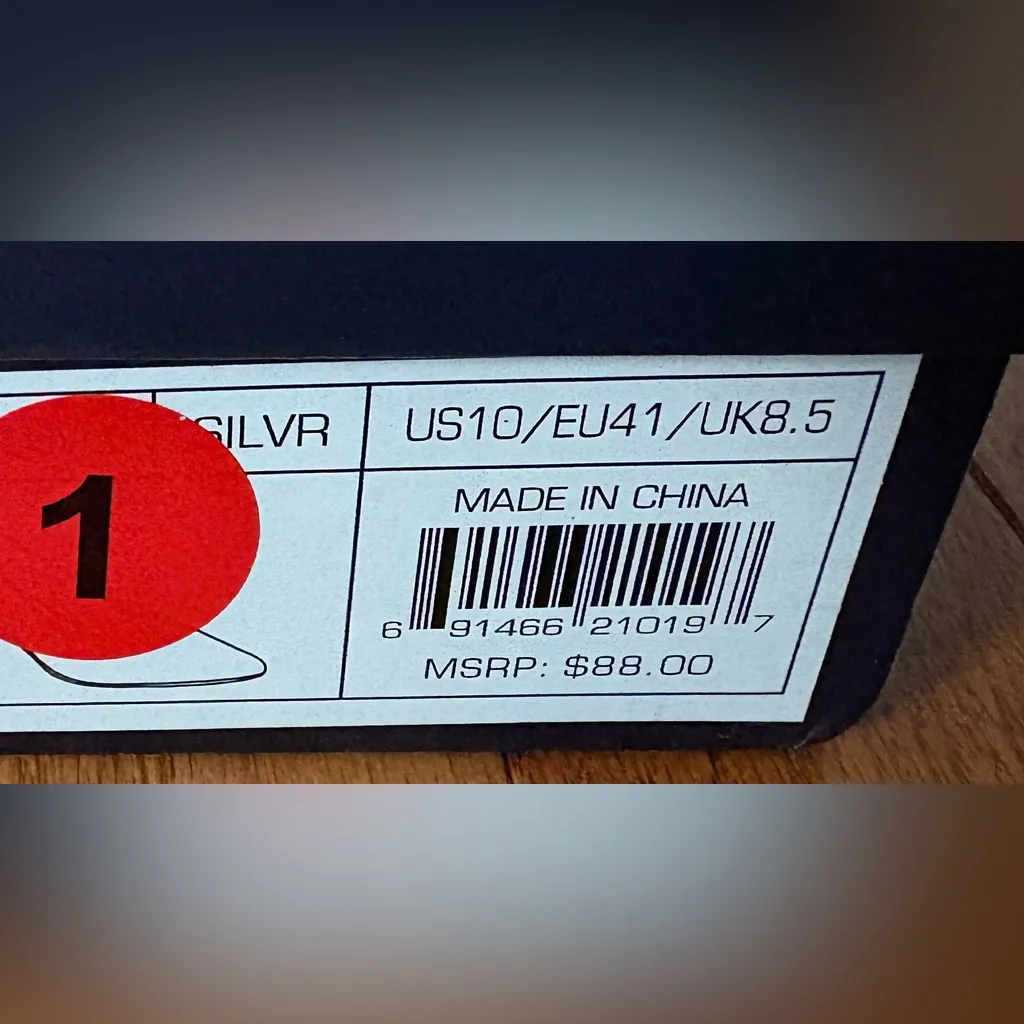 SILVR
US10/EU41/UK8.5
1
MADE IN CHINA
6 91466 21019 7
MSRP: $88.00